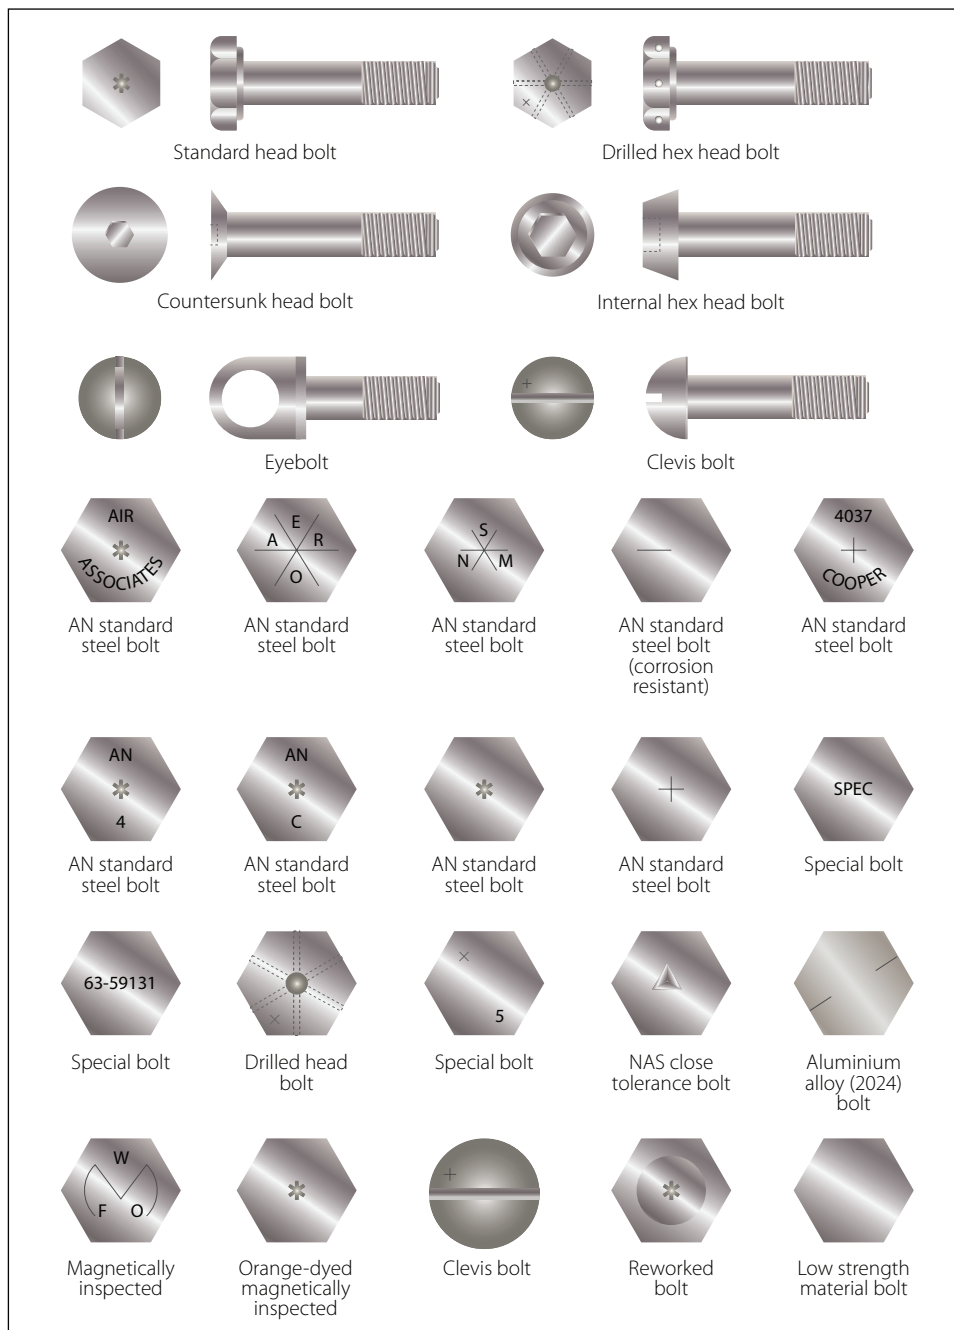 Standard head bolt
Drilled hex head bolt
Countersunk head bolt
Internal hex head bolt
Eyebolt
Clevis bolt
AIR
ASSOCIATES
E
A R
O
S
N M
4037
COOPER
AN standard
steel bolt
AN standard
steel bolt
AN standard
steel bolt
AN standard
steel bolt
(corrosion
resistant)
AN standard
steel bolt
AN
4
AN
C
SPEC
AN standard
steel bolt
AN standard
steel bolt
AN standard
steel bolt
AN standard
steel bolt
Special bolt
63-59131
5
Special bolt
Drilled head
bolt
Special bolt
NAS close
tolerance bolt
Aluminium
alloy (2024)
bolt
W
F O
Magnetically
inspected
Orange-dyed
magnetically
inspected
Clevis bolt
Reworked
bolt
Low strength
material bolt